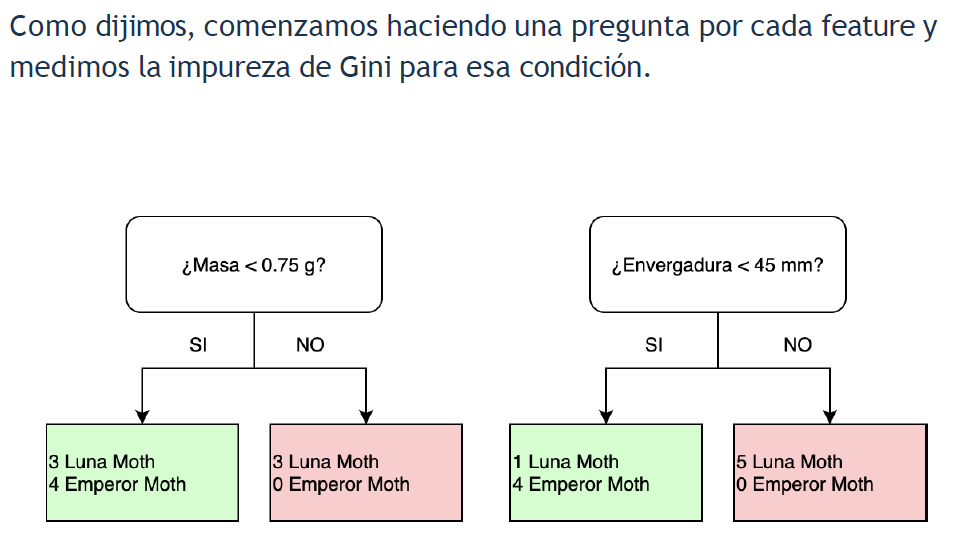 Como dijimos, comenzamos haciendo una pregunta por cada feature y
medimos la impureza de Gini para esa condición.
¿Masa < 0.75 g?
SI
NO
3 Luna Moth
4 Emperor Moth
3 Luna Moth
0 Emperor Moth
¿Envergadura < 45 mm?
SI
NO
1 Luna Moth
4 Emperor Moth
5 Luna Moth
0 Emperor Moth